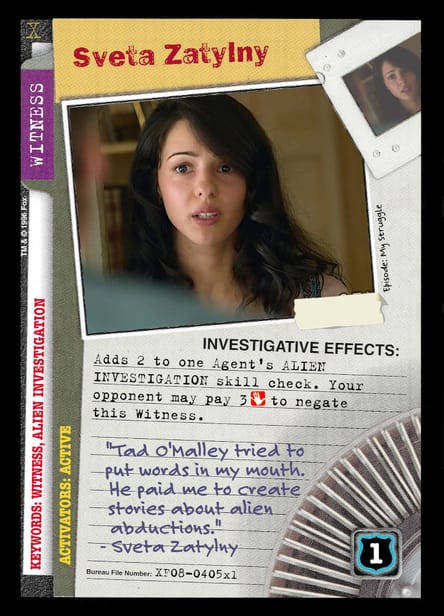 X
Sveta Zatylny
WITNESS
TM & © 1996 Fox
KEYWORDS: WITNESS, ALIEN INVESTIGATION
ACTIVATORS: ACTIVE
Episode: My Struggle
INVESTIGATIVE EFFECTS:
Adds 2 to one Agent's ALIEN
INVESTIGATION skill check. Your
opponent may pay 3 to negate
this Witness.
"Tad O'Malley tried to
put words in my mouth.
He paid me to create
stories about alien
abductions."
- Sveta Zatylny
Bureau File Number: XF08-0405x1
1